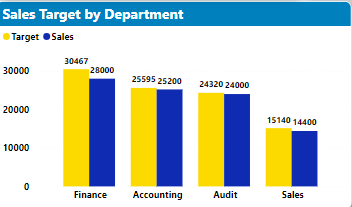 Sales Target by Department
Target Sales
30467 28000 25595 25200 24320 24000 15140 14400
30000
20000
10000
0
Finance Accounting Audit Sales